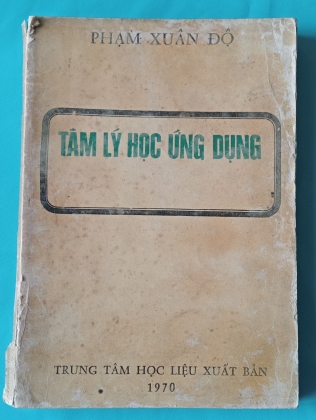 PHẠM XUÂN ĐỘ
TÂM LÝ HỌC ỨNG DỤNG
TRUNG TÂM HỌC LIỆU XUẤT BẢN
1970